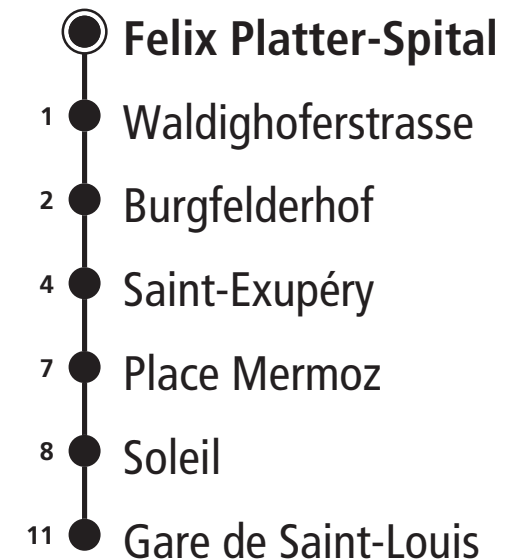 Felix Platter-Spital
1 Waldighoferstrasse
2 Burgfelderhof
4 Saint-Exupéry
7 Place Mermoz
8 Soleil
11 Gare de Saint-Louis